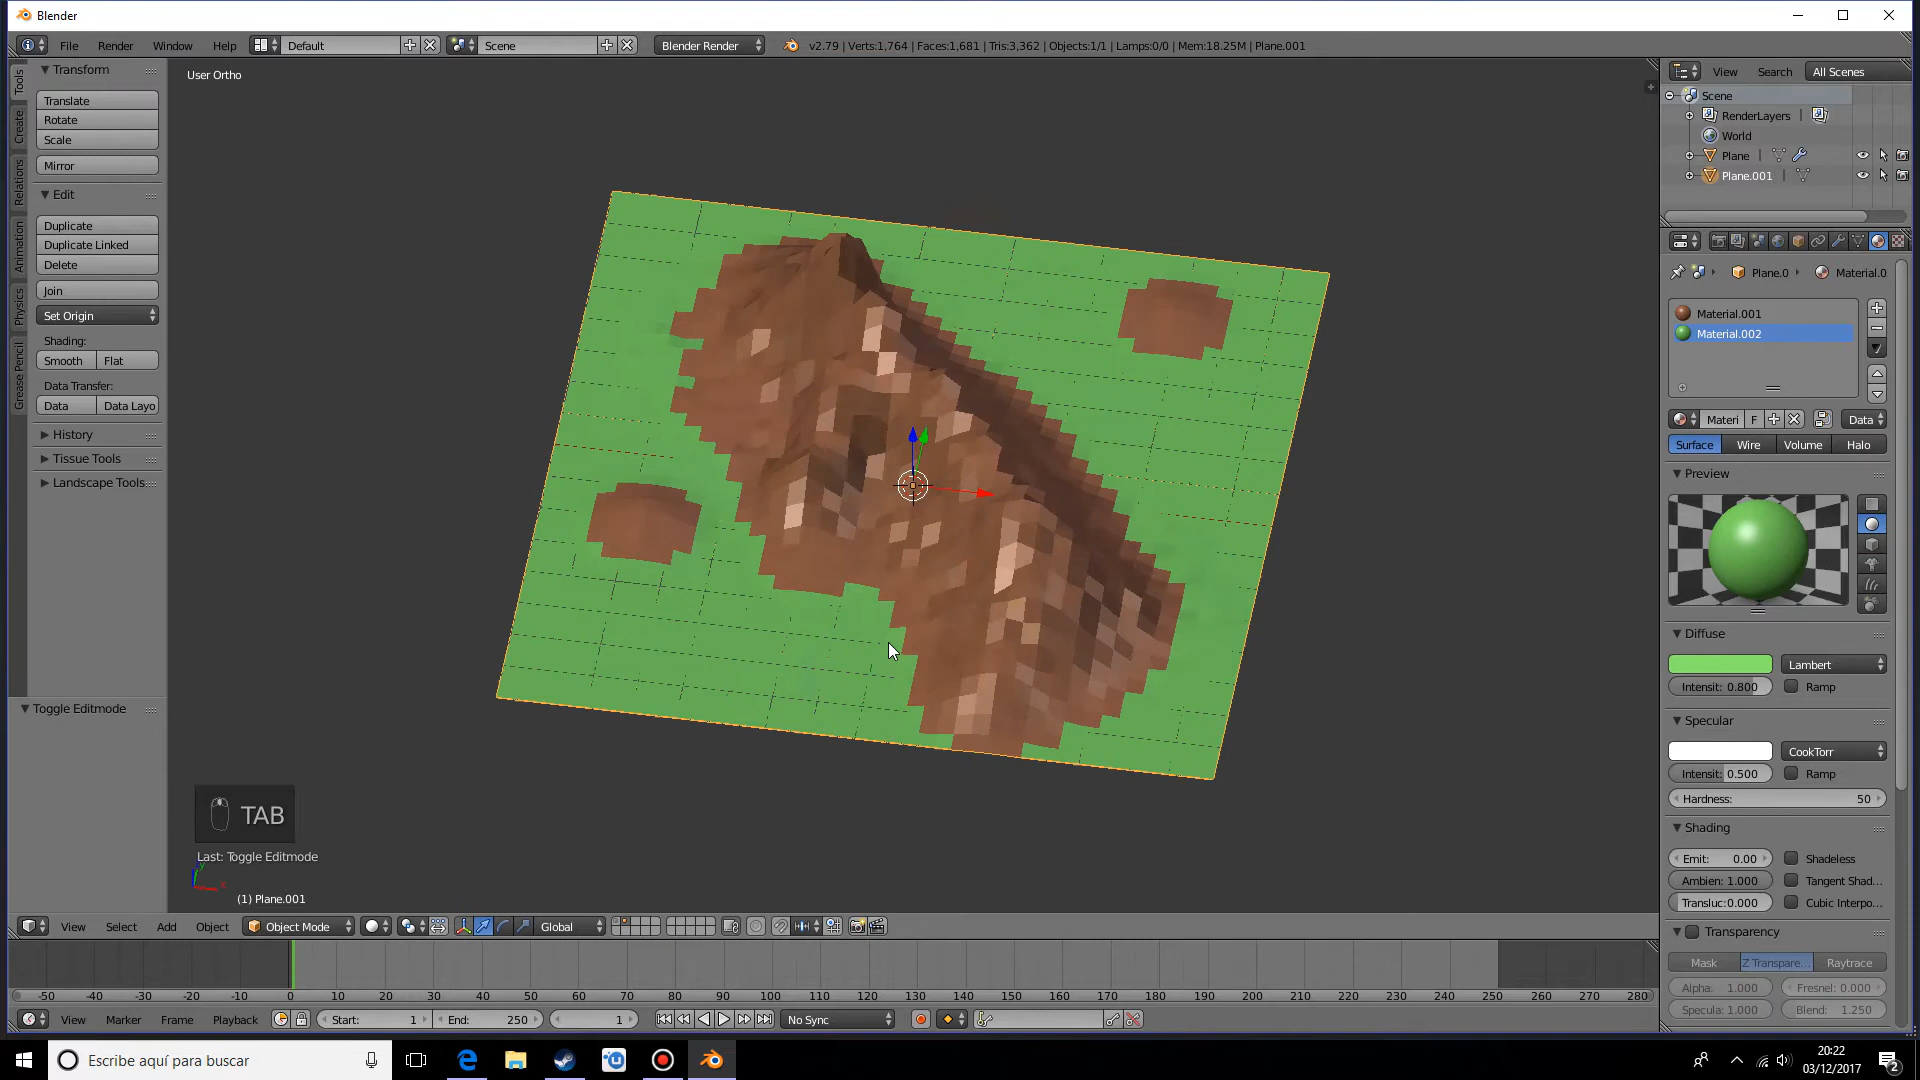 Blender
File Render Window Help Default Scene Blender Render v2.79 | Verts:1,764 | Faces:1,681 | Tris:3,362 | Objects:1/1 | Lamps:0/0 | Mem:18.25M | Plane.001
Tools
Create
Relations
Animation
Physics
Grease Pencil
Transform
Translate
Rotate
Scale
Mirror
Edit
Duplicate
Duplicate Linked
Delete
Join
Set Origin
Shading:
Smooth Flat
Data Transfer:
Data Data Layo
History
Tissue Tools
Landscape Tools
Toggle Editmode
User Ortho
TAB
Last: Toggle Editmode
(1) Plane.001
View Select Add Object Object Mode Global
View Search All Scenes
Scene
RenderLayers
World
Plane
Plane.001
Plane.0 Material.0
Material.001
Material.002
Materi F Data
Surface Wire Volume Halo
Preview
Diffuse
Lambert
Intensit: 0.800 Ramp
Specular
CookTorr
Intensit: 0.500 Ramp
Hardness: 50
Shading
Emit: 0.00 Shadeless
Ambien: 1.000 Tangent Shad...
Transluc:0.000 Cubic Interpo...
Transparency
Mask Z Transpare... Raytrace
Alpha: 1.000 Fresnel: 0.000
Specula: 1.000 Blend: 1.250
-50 -40 -30 -20 -10 0 10 20 30 40 50 60 70 80 90 100 110 120 130 140 150 160 170 180 190 200 210 220 230 240 250 260 270 280
View Marker Frame Playback Start: 1 End: 250 1 No Sync
Escribe aquí para buscar
20:22
03/12/2017
2